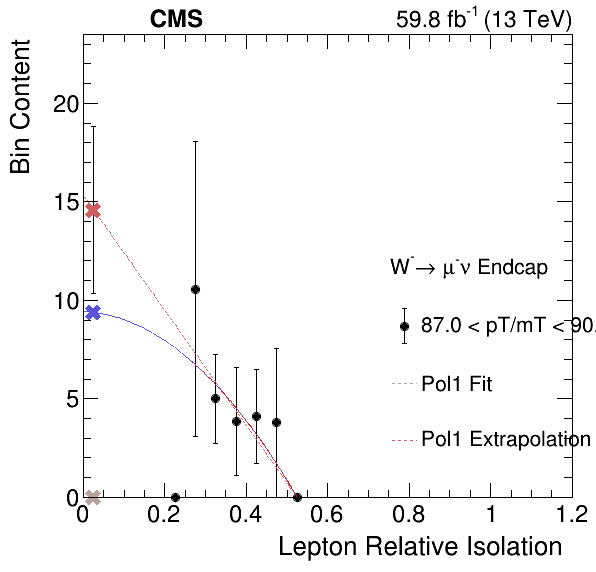 CMS 59.8 fb⁻¹ (13 TeV)
Bin Content
20
15
10
5
0
W⁻→ μ⁻ν Endcap
87.0 < pT/mT < 90.
Pol1 Fit
Pol1 Extrapolation
0 0.2 0.4 0.6 0.8 1 1.2
Lepton Relative Isolation